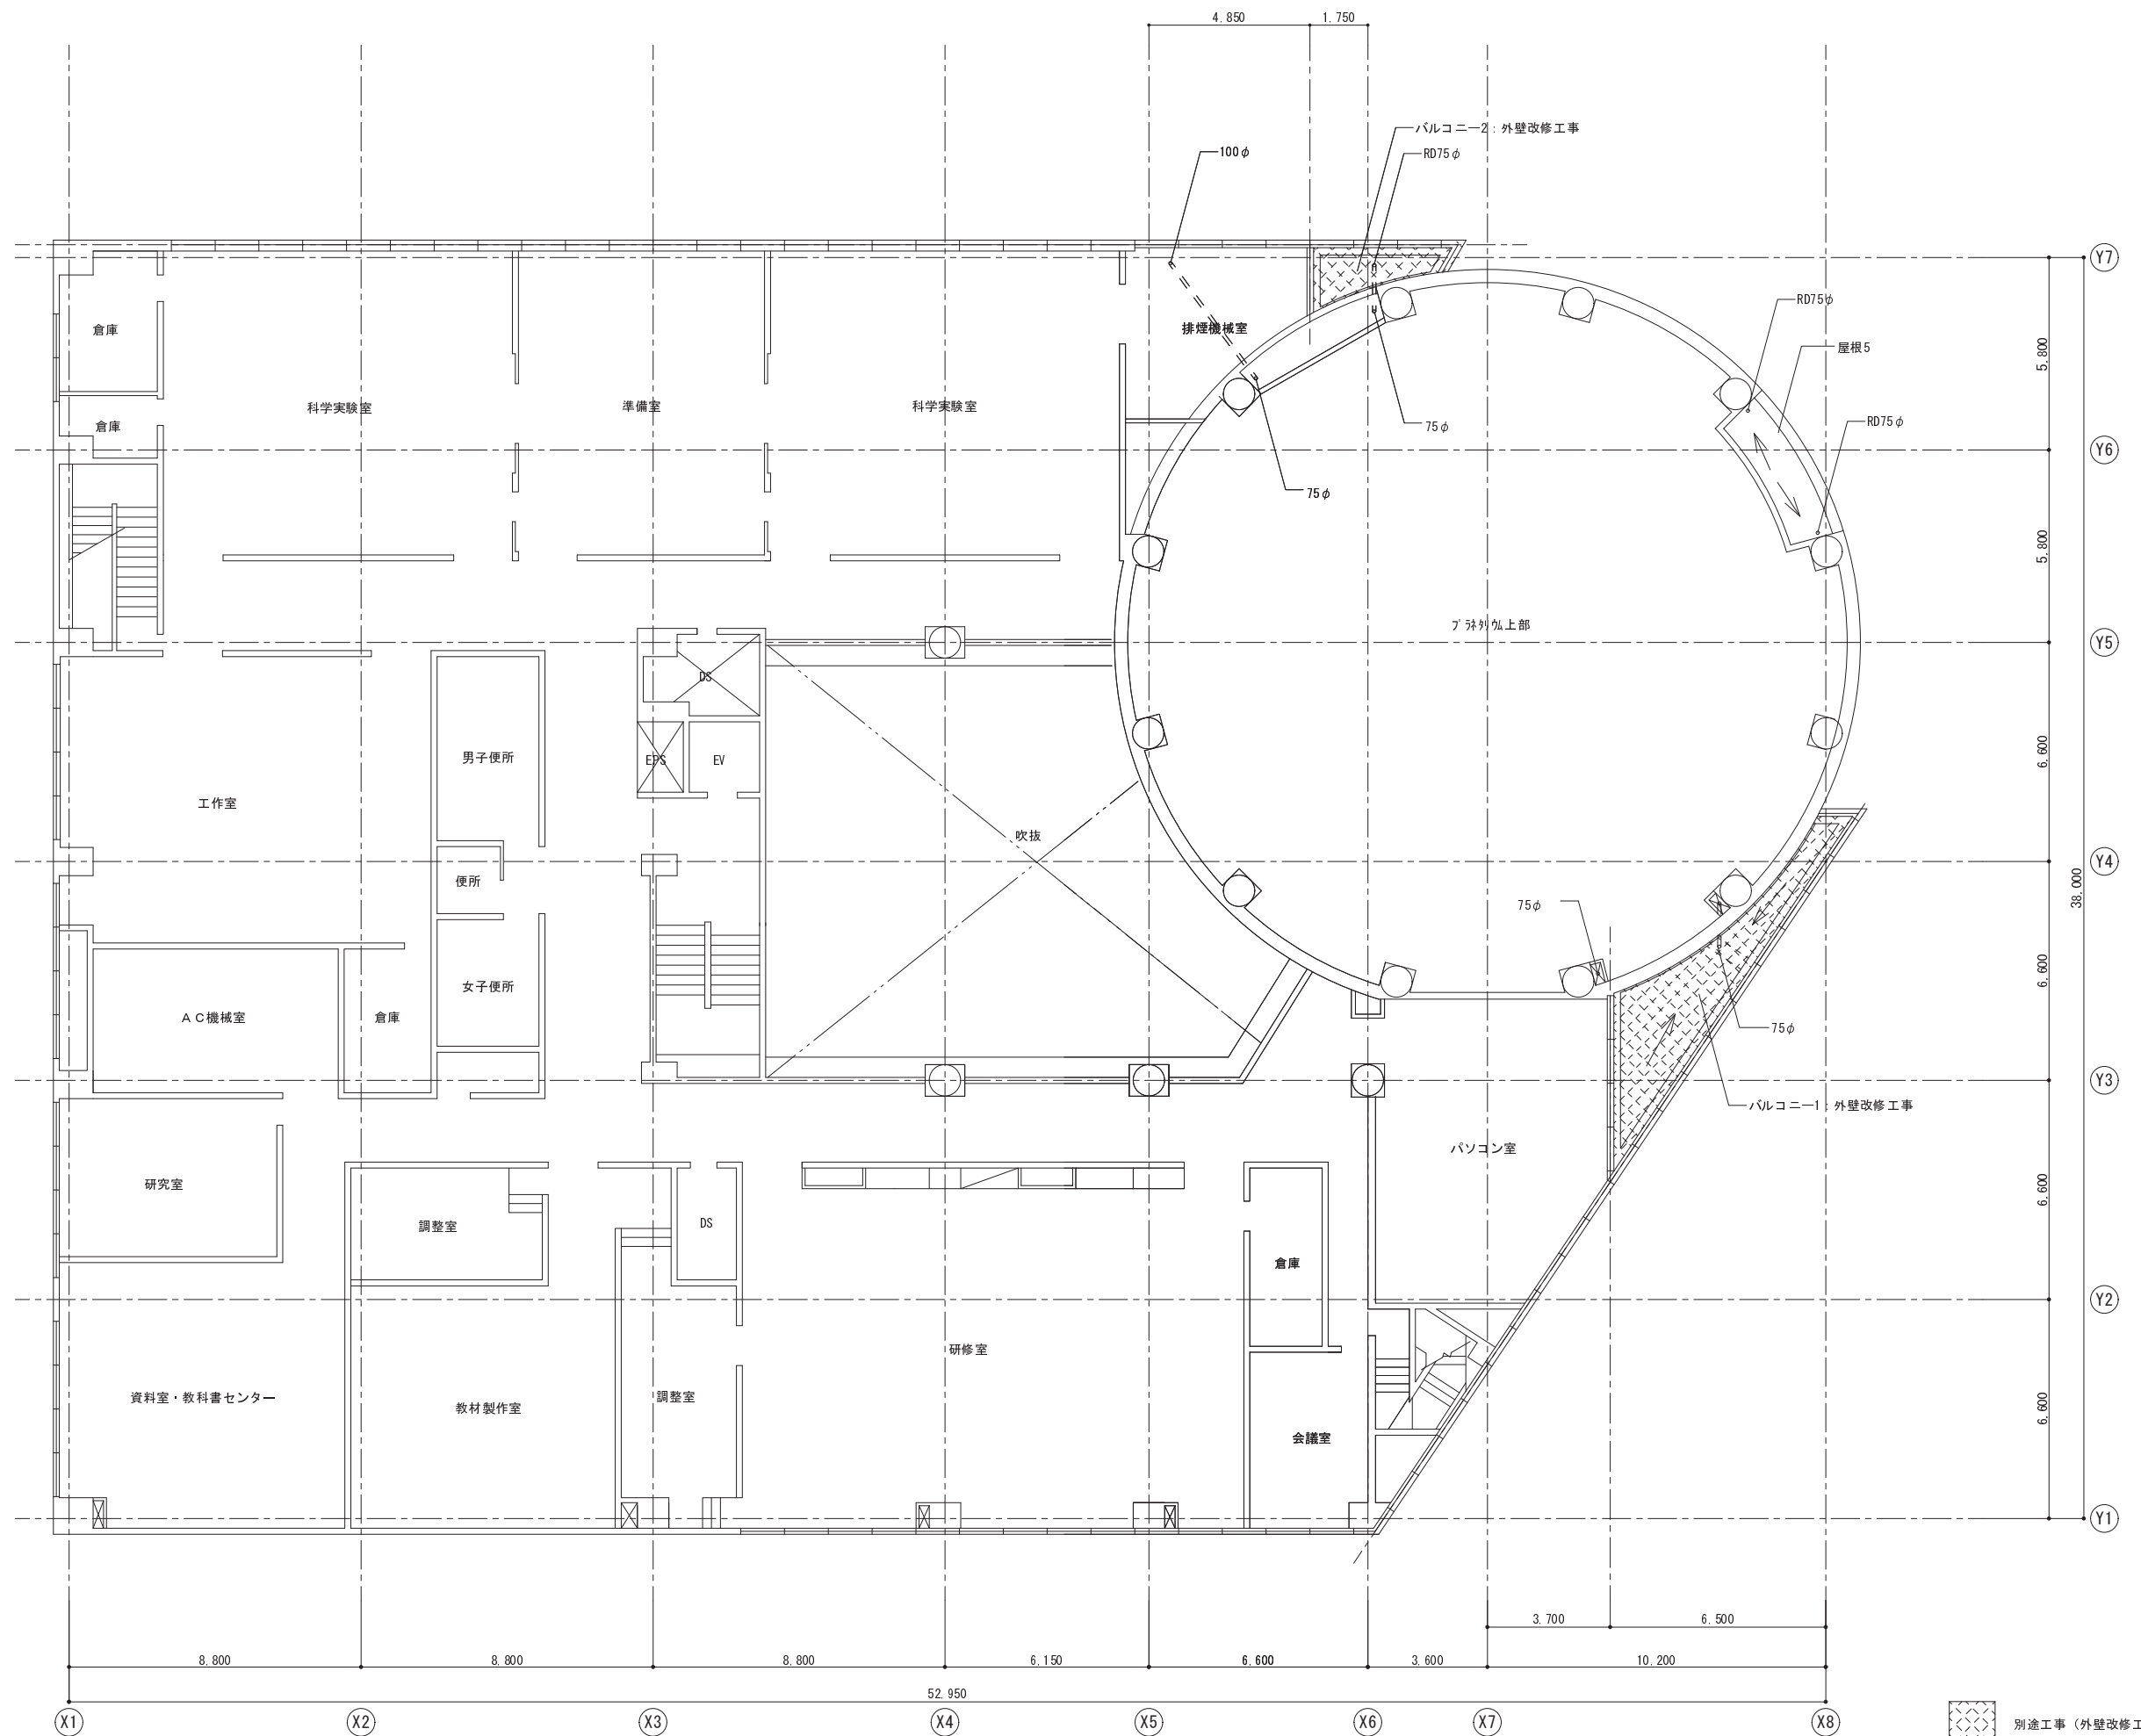 4.850
1.750
バルコニー2：外壁改修工事
100φ
RD75φ
Y7
RD75φ
倉庫
排煙機械室
屋根5
5.800
科学実験室
準備室
科学実験室
倉庫
75φ
RD75φ
Y6
75φ
5.800
プラネタリウム上部
Y5
DS
男子便所
EPS
EV
6.600
工作室
吹抜
Y4
便所
38.000
75φ
6.600
女子便所
AC機械室
倉庫
75φ
Y3
バルコニー1：外壁改修工事
パソコン室
研究室
6.600
調整室
DS
倉庫
Y2
研修室
資料室・教科書センター
調整室
教材製作室
6.600
会議室
Y1
3.700
6.500
8.800
8.800
8.800
6.150
6.600
3.600
10.200
52.950
X1
X2
X3
X4
X5
X6
X7
X8
別途工事（外壁改修工